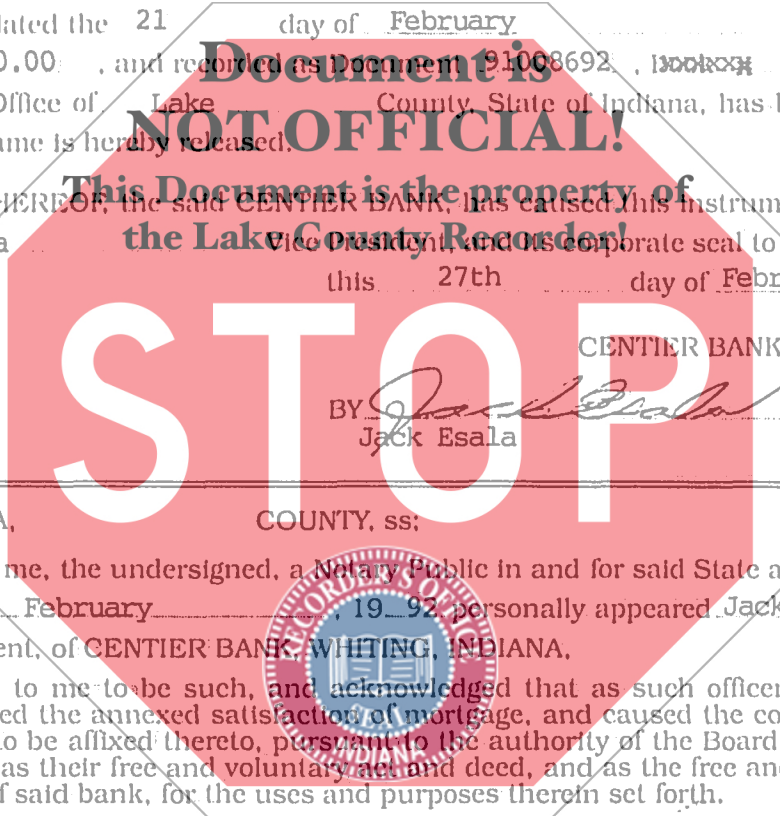 dated the 21 day of February
0.00 , and recorded as Document 91008692 ,
Office of Lake County, State of Indiana, has
ame is hereby released.
HEREOF, the said CENTIER BANK, has caused this instrum
a Vice President, and its corporate seal to
this 27th day of Febr
CENTIER BANK
BY Jack Esala
Jack Esala
A, COUNTY, ss:
me, the undersigned, a Notary Public in and for said State a
February , 19 92, personally appeared Jack
ent, of CENTIER BANK, WHITING, INDIANA,
to me to be such, and acknowledged that as such officer
ed the annexed satisfaction of mortgage, and caused the co
to be affixed thereto, pursuant to the authority of the Board
as their free and voluntary act and deed, and as the free an
f said bank, for the uses and purposes therein set forth.
Document is
NOT OFFICIAL!
This Document is the property of
the Lake County Recorder!
STOP
RECORDER'S OFFICE
SEAL
INDIANA